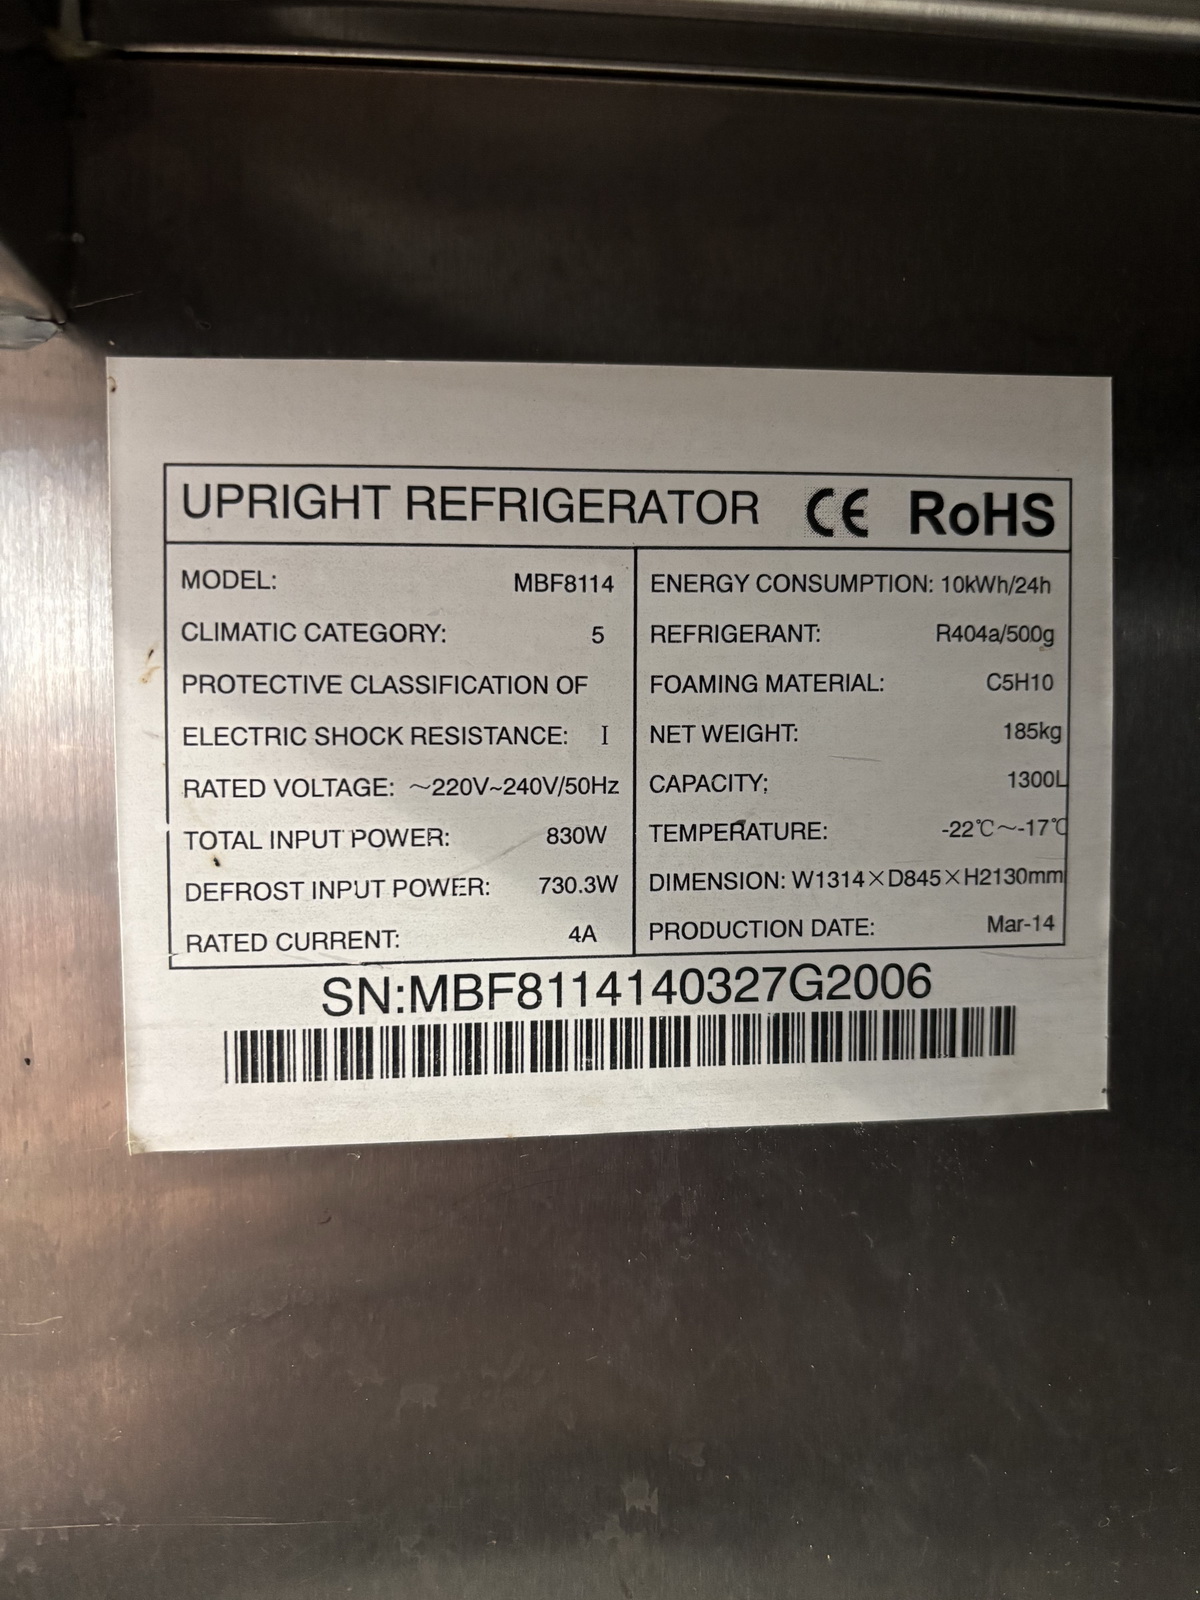 UPRIGHT REFRIGERATOR CE RoHS
MODEL: MBF8114
CLIMATIC CATEGORY: 5
PROTECTIVE CLASSIFICATION OF
ELECTRIC SHOCK RESISTANCE: I
RATED VOLTAGE: ～220V~240V/50Hz
TOTAL INPUT POWER: 830W
DEFROST INPUT POWER: 730.3W
RATED CURRENT: 4A
ENERGY CONSUMPTION: 10kWh/24h
REFRIGERANT: R404a/500g
FOAMING MATERIAL: C5H10
NET WEIGHT: 185kg
CAPACITY; 1300L
TEMPERATURE: -22℃～-17℃
DIMENSION: W1314×D845×H2130mm
PRODUCTION DATE: Mar-14
SN:MBF8114140327G2006